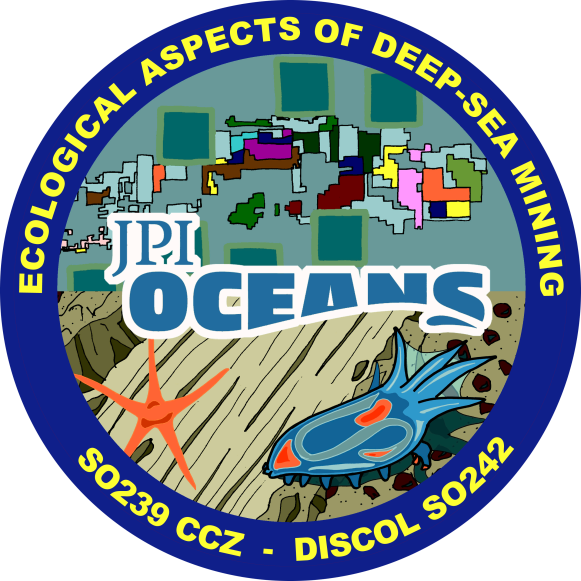 ECOLOGICAL ASPECTS OF DEEP-SEA MINING
JPI
OCEANS
SO239 CCZ - DISCOL SO242